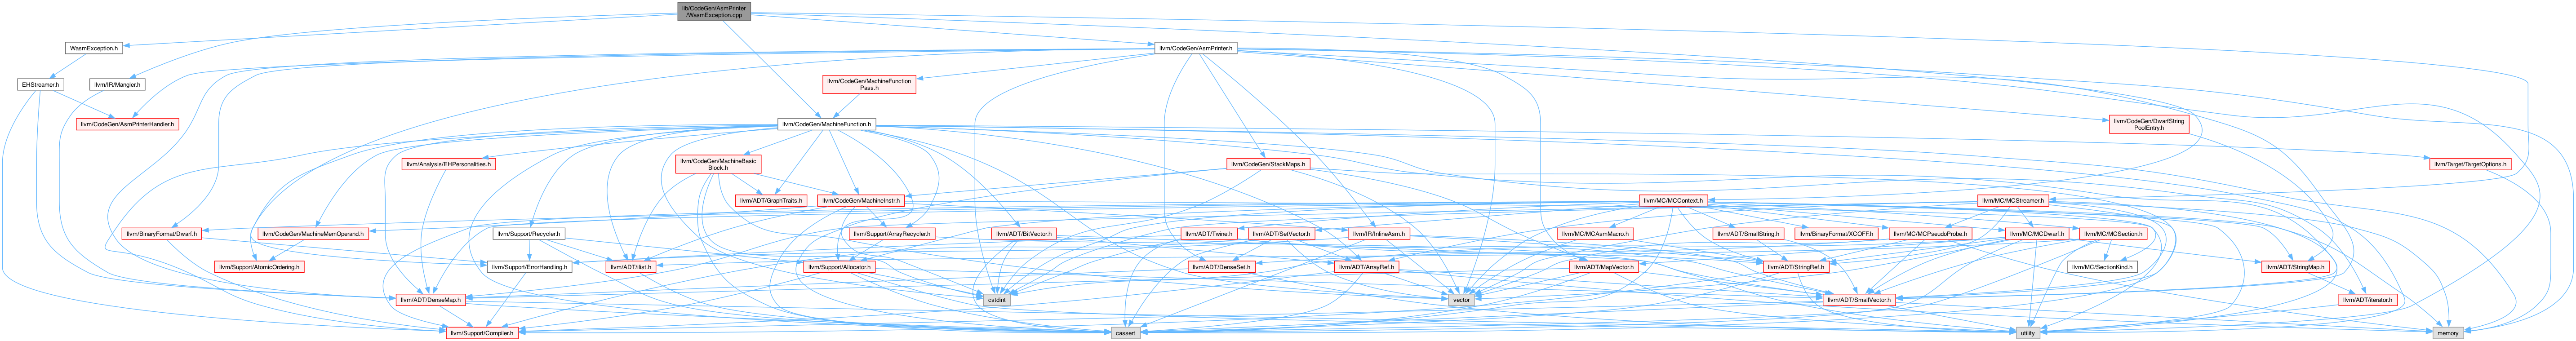 lib/CodeGen/AsmPrinter
/WasmException.cpp
WasmException.h
llvm/CodeGen/AsmPrinter.h
EHStreamer.h
llvm/IR/Mangler.h
llvm/CodeGen/MachineFunction
Pass.h
llvm/CodeGen/AsmPrinterHandler.h
llvm/CodeGen/MachineFunction.h
llvm/CodeGen/DwarfString
PoolEntry.h
llvm/Analysis/EHPersonalities.h
llvm/CodeGen/MachineBasic
Block.h
llvm/CodeGen/StackMaps.h
llvm/Target/TargetOptions.h
llvm/ADT/GraphTraits.h
llvm/CodeGen/MachineInstr.h
llvm/MC/MCContext.h
llvm/MC/MCStreamer.h
llvm/BinaryFormat/Dwarf.h
llvm/CodeGen/MachineMemOperand.h
llvm/Support/Recycler.h
llvm/Support/ArrayRecycler.h
llvm/ADT/BitVector.h
llvm/ADT/Twine.h
llvm/ADT/SetVector.h
llvm/IR/InlineAsm.h
llvm/MC/MCAsmMacro.h
llvm/ADT/SmallString.h
llvm/BinaryFormat/XCOFF.h
llvm/MC/MCPseudoProbe.h
llvm/MC/MCDwarf.h
llvm/MC/MCSection.h
llvm/Support/AtomicOrdering.h
llvm/Support/ErrorHandling.h
llvm/ADT/ilist.h
llvm/Support/Allocator.h
llvm/ADT/DenseSet.h
llvm/ADT/ArrayRef.h
llvm/ADT/MapVector.h
llvm/ADT/StringRef.h
llvm/MC/SectionKind.h
llvm/ADT/StringMap.h
llvm/ADT/DenseMap.h
cstdint
vector
llvm/ADT/SmallVector.h
llvm/ADT/iterator.h
llvm/Support/Compiler.h
cassert
utility
memory